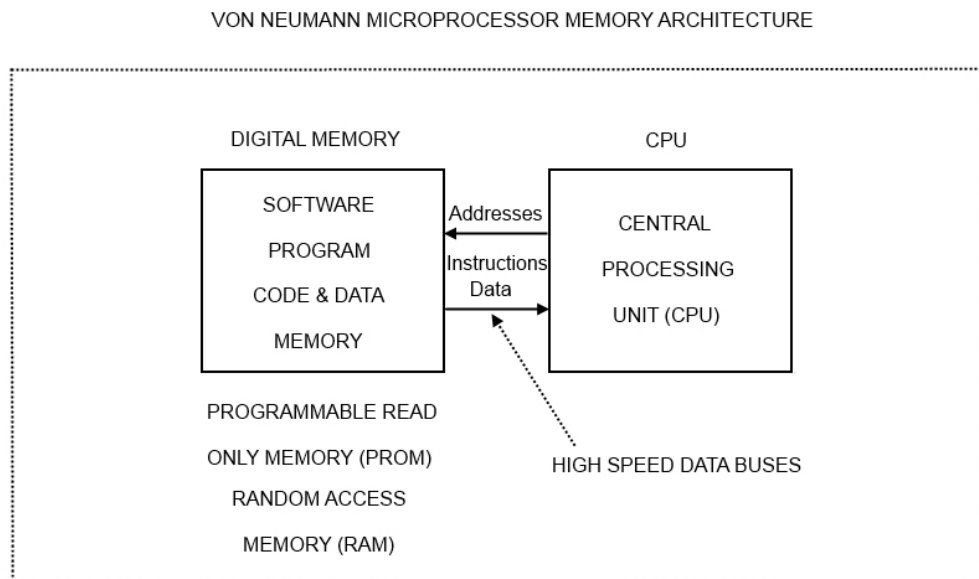 VON NEUMANN MICROPROCESSOR MEMORY ARCHITECTURE
DIGITAL MEMORY
SOFTWARE
PROGRAM
CODE & DATA
MEMORY
PROGRAMMABLE READ
ONLY MEMORY (PROM)
RANDOM ACCESS
MEMORY (RAM)
Addresses
Instructions
Data
CPU
CENTRAL
PROCESSING
UNIT (CPU)
HIGH SPEED DATA BUSES